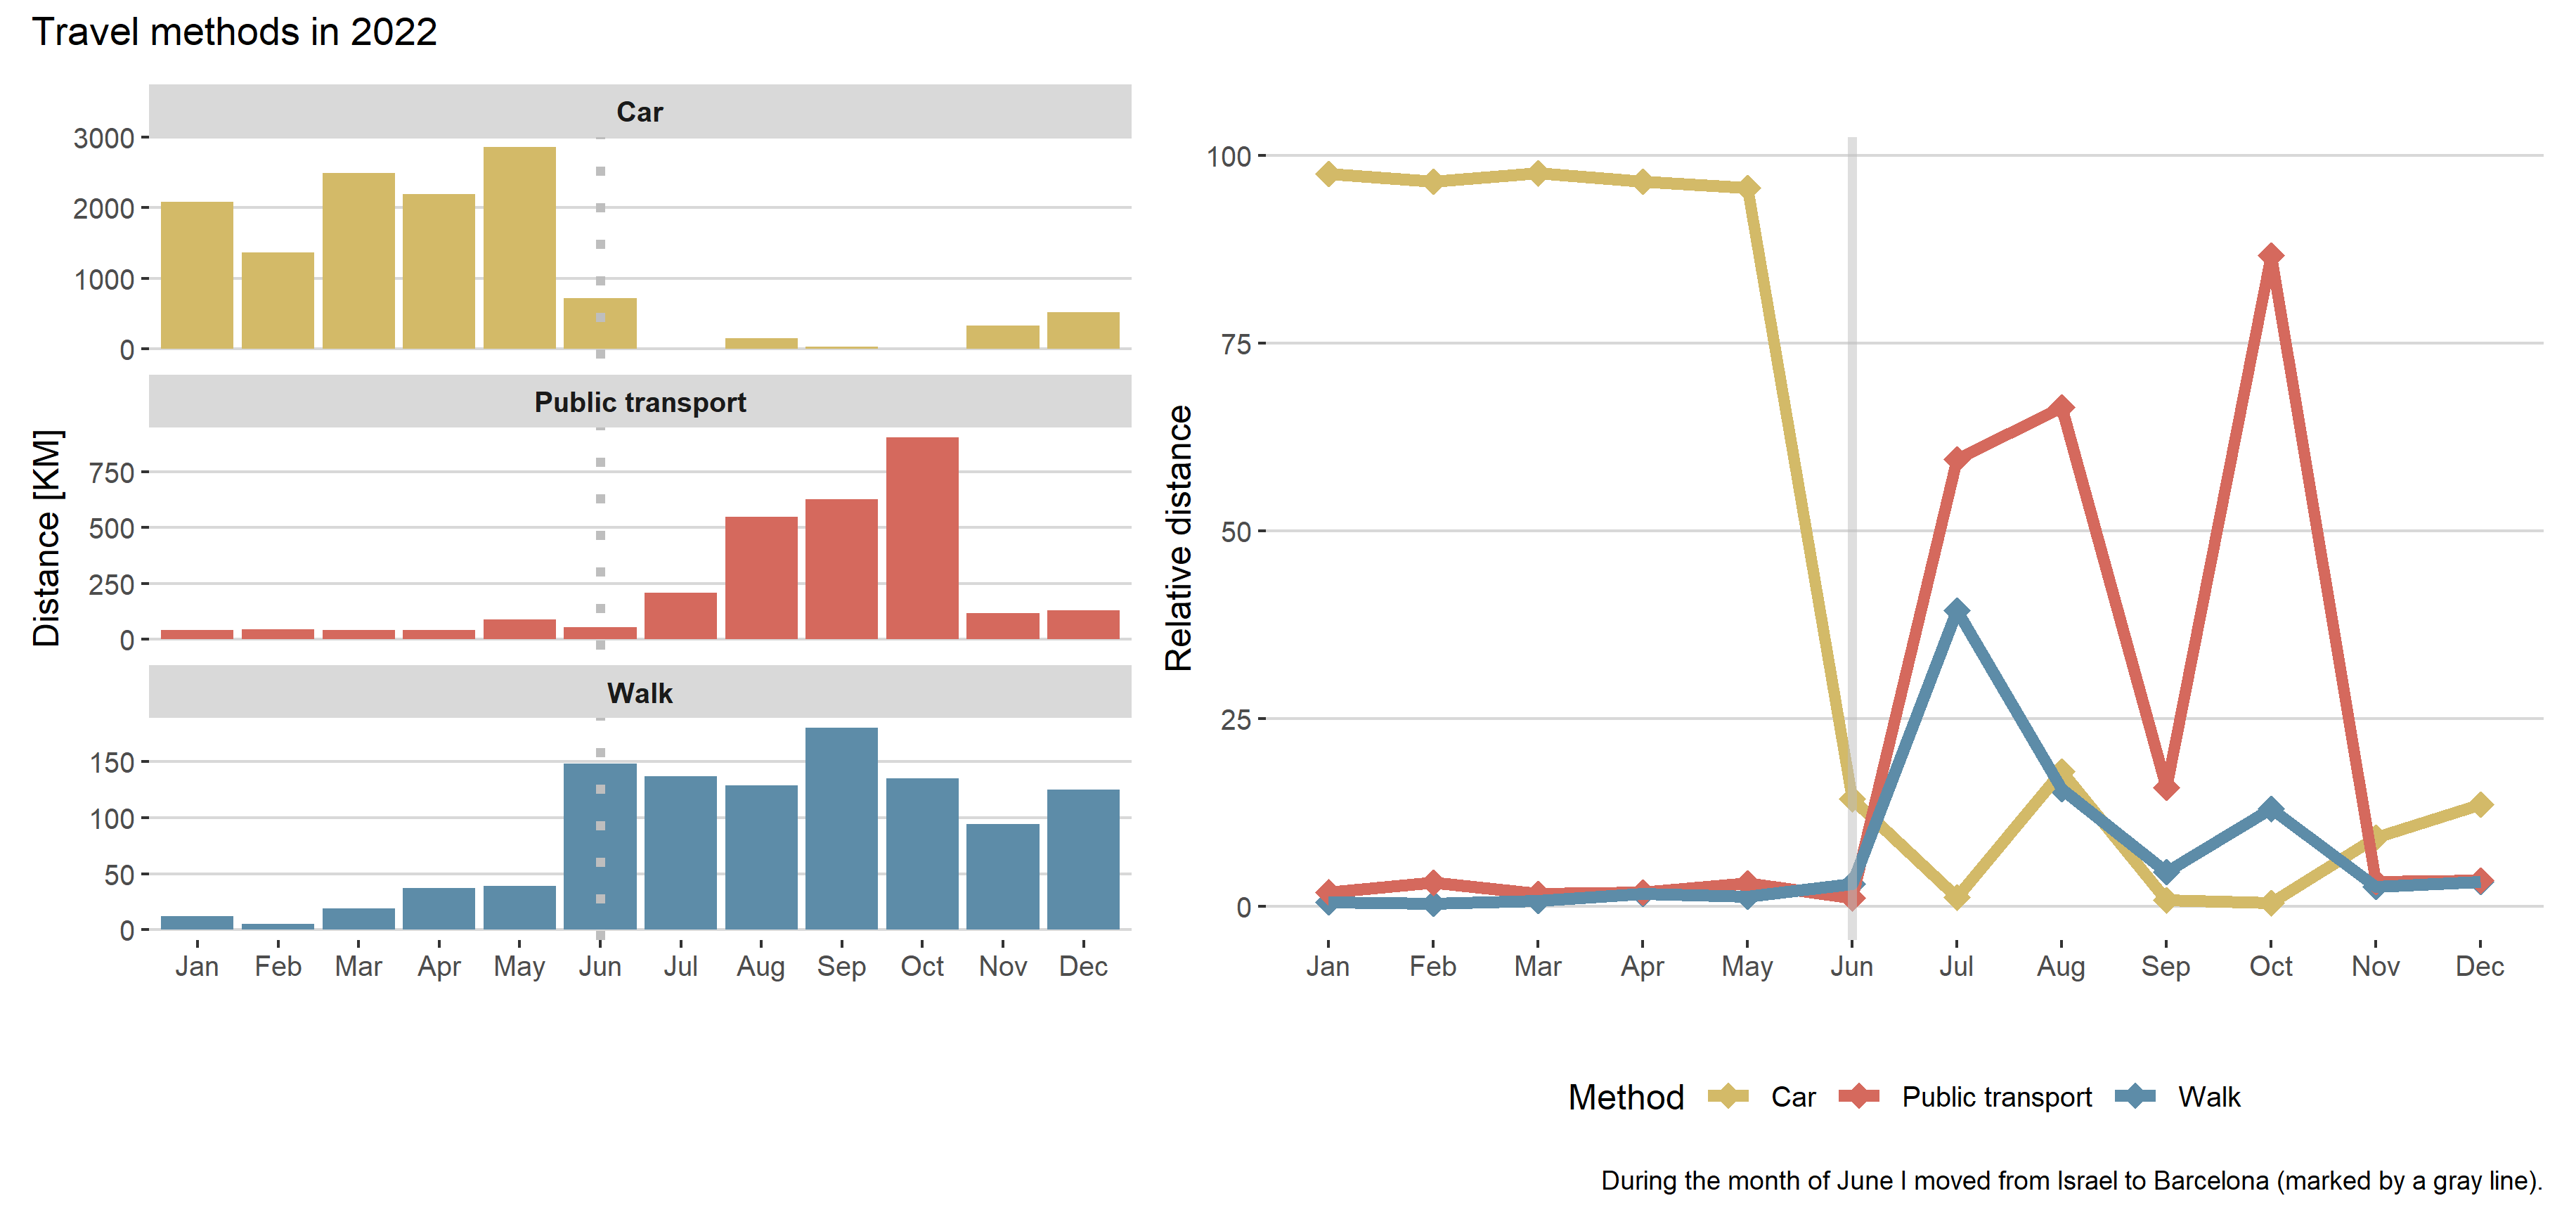 Travel methods in 2022
Distance [KM]
Car
3000
2000
1000
0
Public transport
750
500
250
0
Walk
150
100
50
0
Jan Feb Mar Apr May Jun Jul Aug Sep Oct Nov Dec
Relative distance
100
75
50
25
0
Jan Feb Mar Apr May Jun Jul Aug Sep Oct Nov Dec
Method Car Public transport Walk
During the month of June I moved from Israel to Barcelona (marked by a gray line).